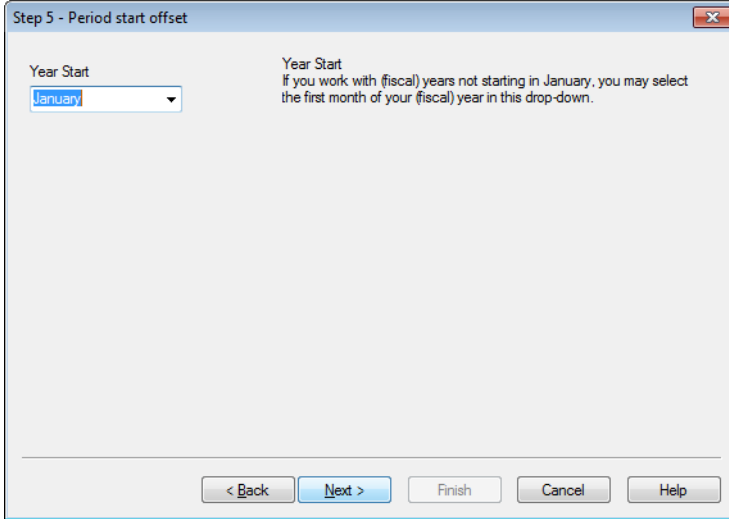 Step 5 - Period start offset
Year Start
January
Year Start
If you work with (fiscal) years not starting in January, you may select
the first month of your (fiscal) year in this drop-down.
< Back
Next >
Finish
Cancel
Help